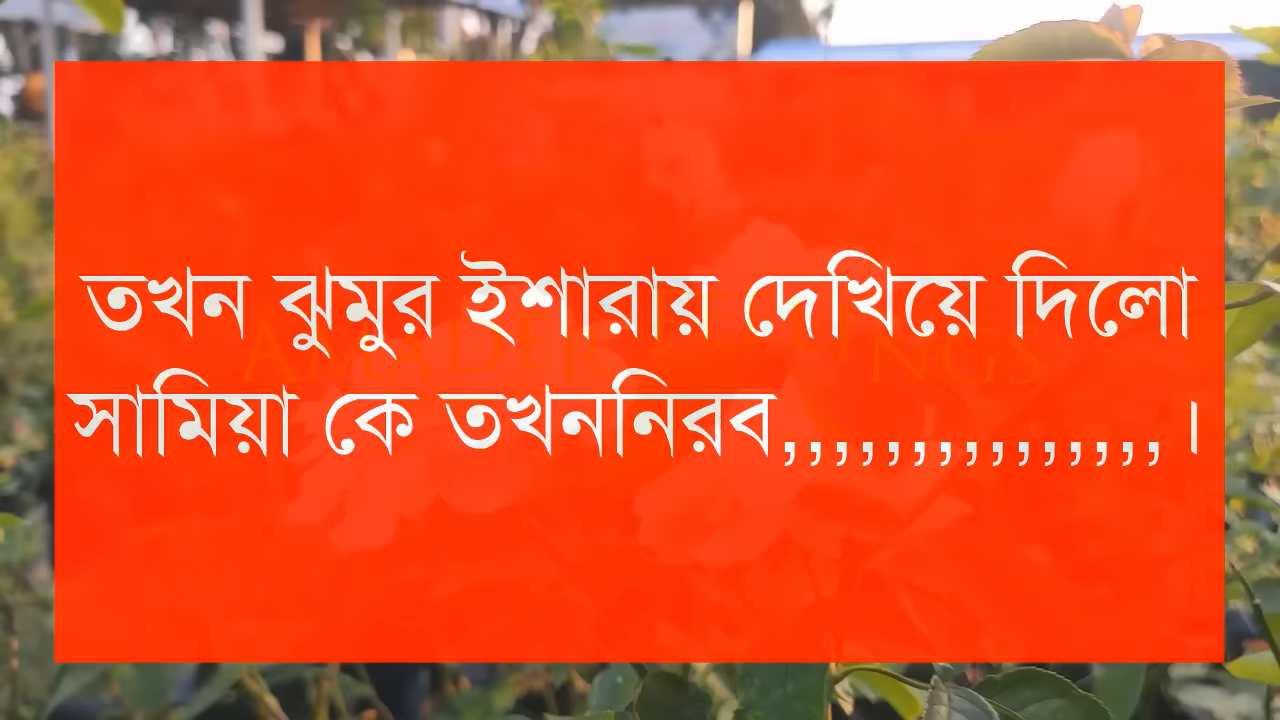 তখন ঝুমুর ইশারায় দেখিয়ে দিলো
সামিয়া কে তখননিরব,,,,,,,,,,,,,,,।